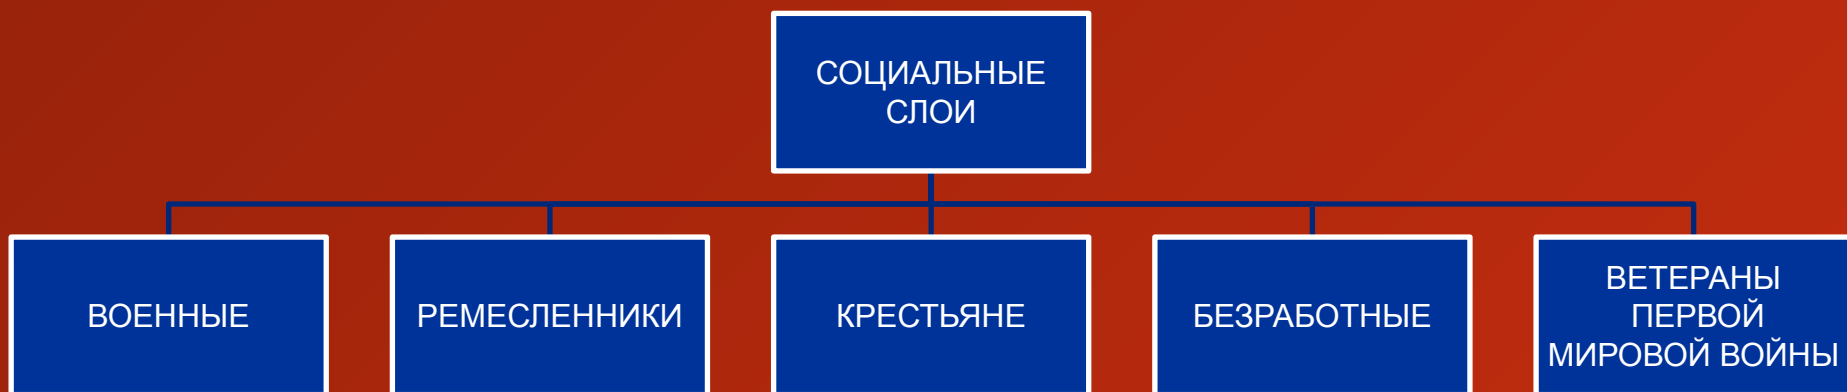 СОЦИАЛЬНЫЕ
СЛОИ
ВОЕННЫЕ
РЕМЕСЛЕННИКИ
КРЕСТЬЯНЕ
БЕЗРАБОТНЫЕ
ВЕТЕРАНЫ
ПЕРВОЙ
МИРОВОЙ ВОЙНЫ